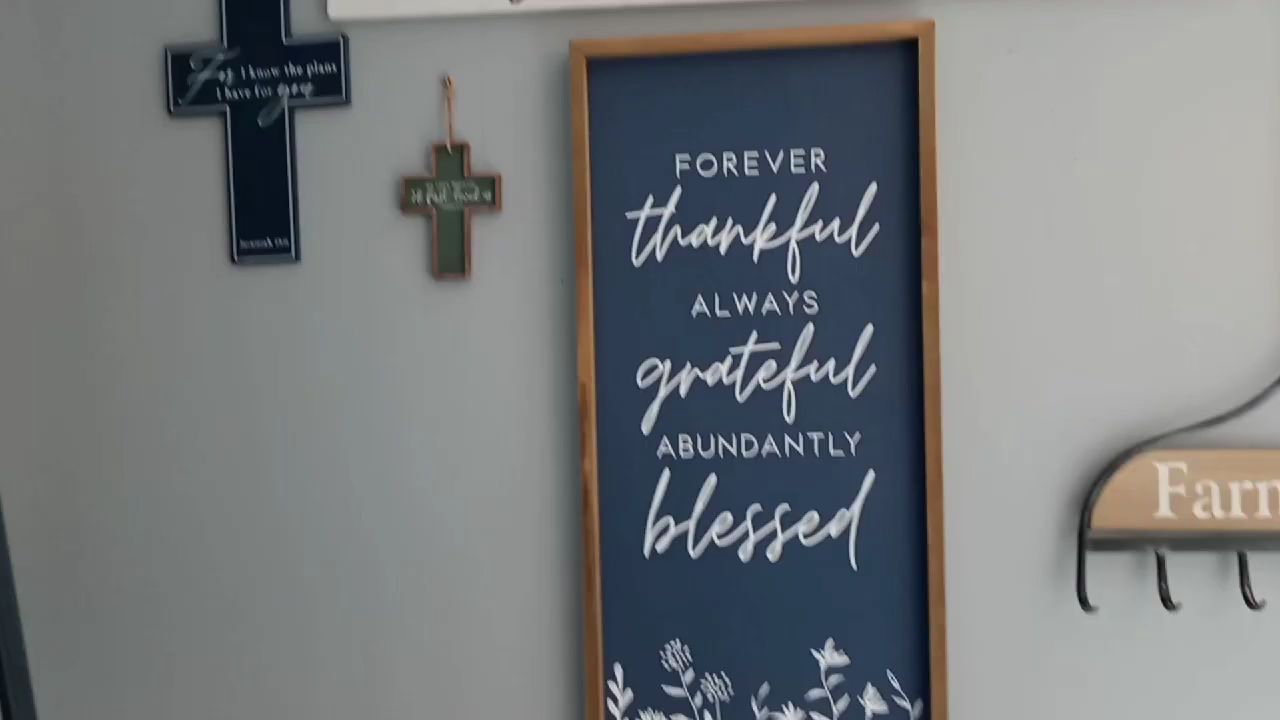 For I know the plans
I have for you
FOREVER
thankful
ALWAYS
grateful
ABUNDANTLY
blessed
Farm